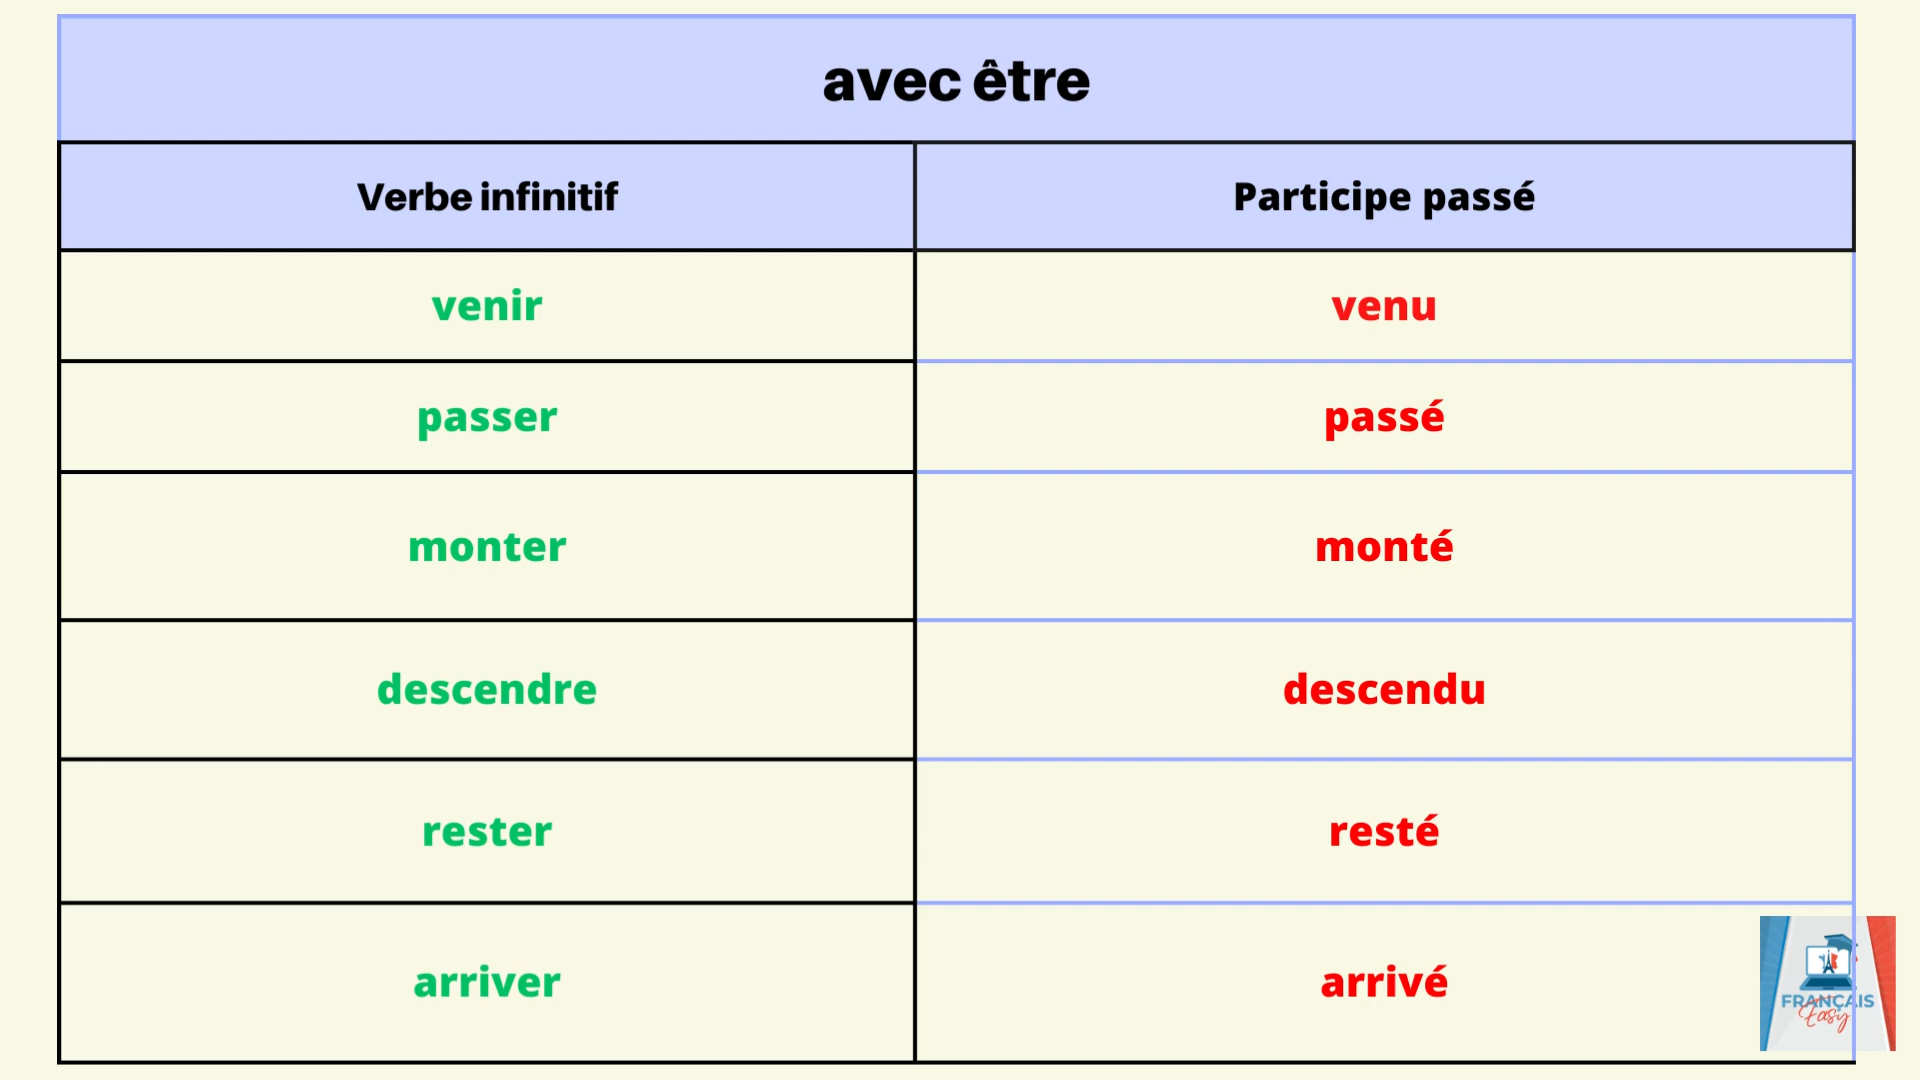 avec être
Verbe infinitif Participe passé
venir venu
passer passé
monter monté
descendre descendu
rester resté
arriver arrivé
FRANÇAIS
Easy